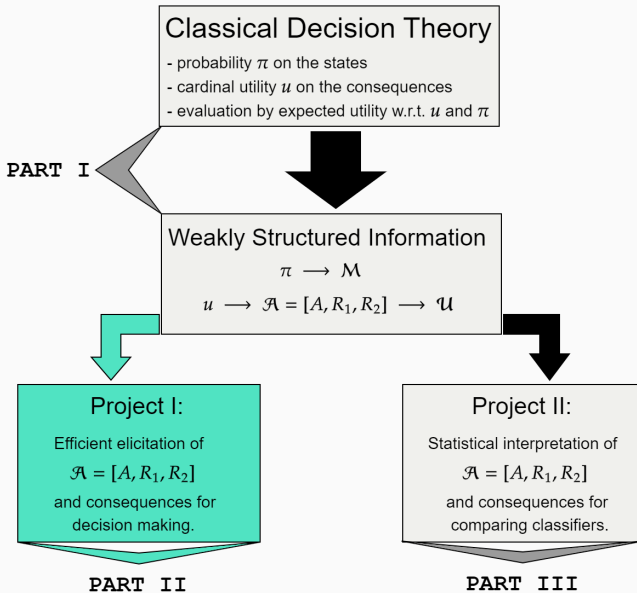 Classical Decision Theory
- probability π on the states
- cardinal utility u on the consequences
- evaluation by expected utility w.r.t. u and π
PART I
Weakly Structured Information
π ⟶ ℳ
u ⟶ 𝒜 = [A, R₁, R₂] ⟶ 𝒰
Project I:
Efficient elicitation of
𝒜 = [A, R₁, R₂]
and consequences for
decision making.
PART II
Project II:
Statistical interpretation of
𝒜 = [A, R₁, R₂]
and consequences for
comparing classifiers.
PART III